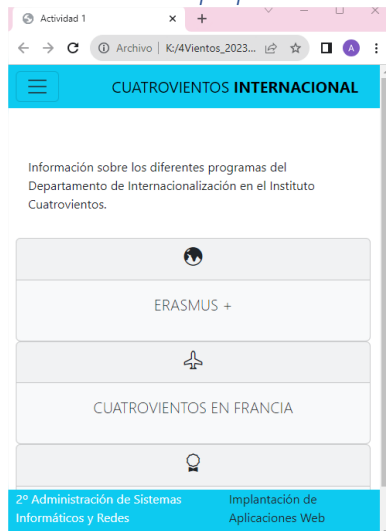 Actividad 1
Archivo | K:/4Vientos_2023...
A
CUATROVIENTOS INTERNACIONAL
Información sobre los diferentes programas del
Departamento de Internacionalización en el Instituto
Cuatrovientos.
ERASMUS +
CUATROVIENTOS EN FRANCIA
2º Administración de Sistemas
Informáticos y Redes
Implantación de
Aplicaciones Web